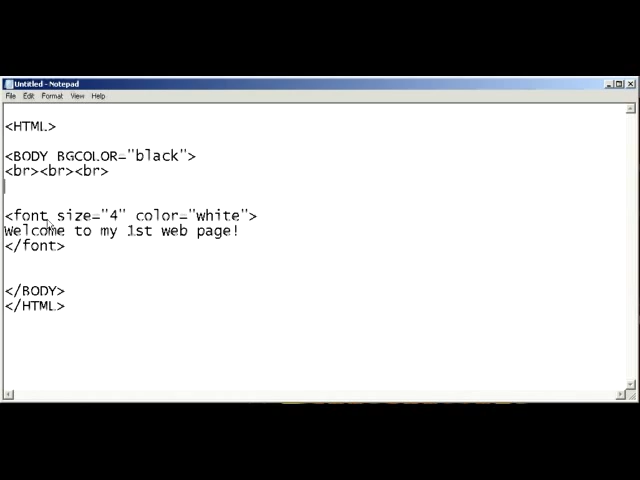 Untitled - Notepad
File Edit Format View Help
<HTML>
<BODY BGCOLOR="black">
<br><br><br>
<font size="4" color="white">
Welcome to my 1st web page!
</font>
</BODY>
</HTML>